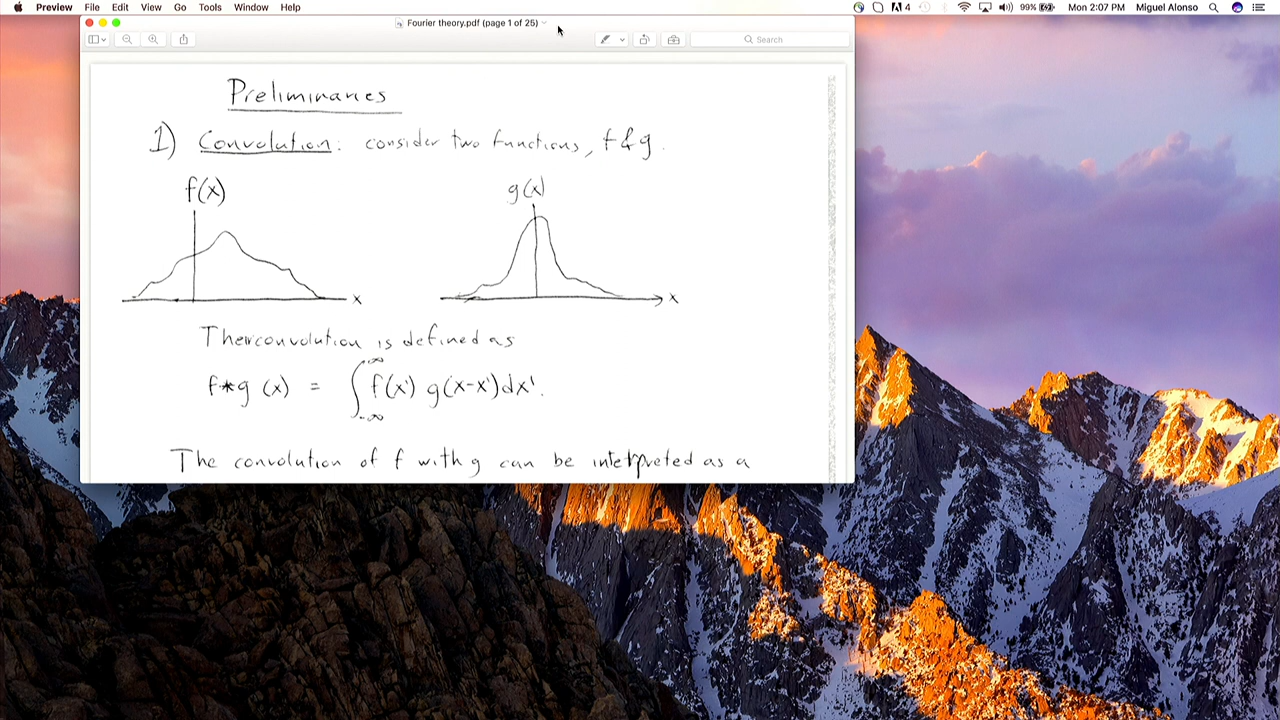 Preview File Edit View Go Tools Window Help 4 99% Mon 2:07 PM Miguel Alonso
Fourier theory.pdf (page 1 of 25)
Search
Preliminaries
1) Convolution: consider two functions, f & g.
f(x) g(x)
x x
Their convolution is defined as
f*g (x) = ∫_{-∞}^{∞} f(x') g(x-x')dx'.
The convolution of f with g can be interpreted as a